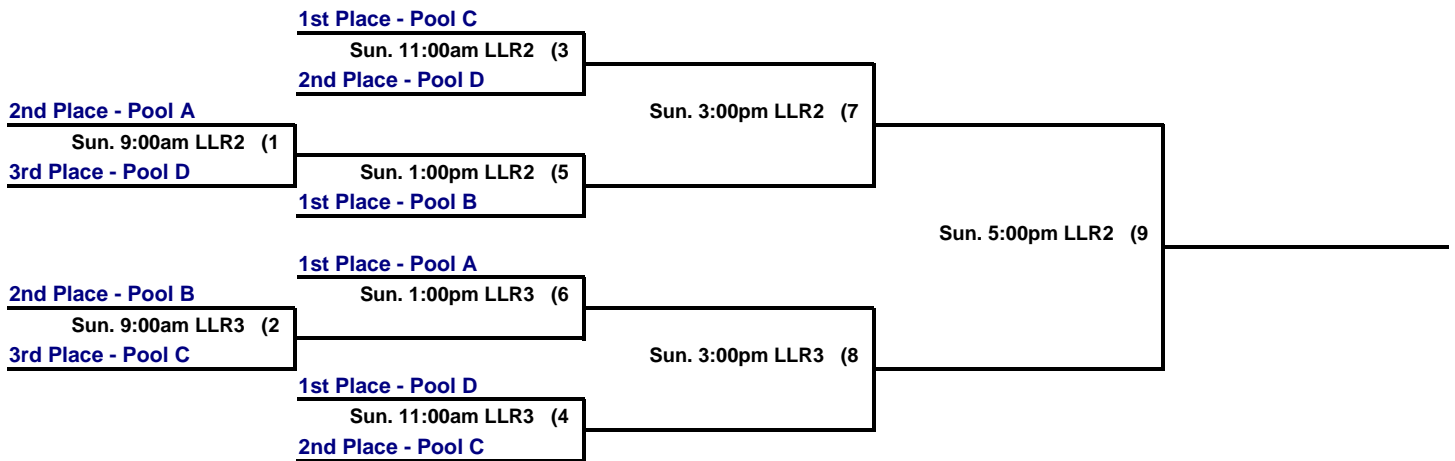 1st Place - Pool C
Sun. 11:00am LLR2 (3
2nd Place - Pool D
2nd Place - Pool A
Sun. 3:00pm LLR2 (7
Sun. 9:00am LLR2 (1
3rd Place - Pool D
Sun. 1:00pm LLR2 (5
1st Place - Pool B
Sun. 5:00pm LLR2 (9
1st Place - Pool A
2nd Place - Pool B
Sun. 1:00pm LLR3 (6
Sun. 9:00am LLR3 (2
3rd Place - Pool C
Sun. 3:00pm LLR3 (8
1st Place - Pool D
Sun. 11:00am LLR3 (4
2nd Place - Pool C